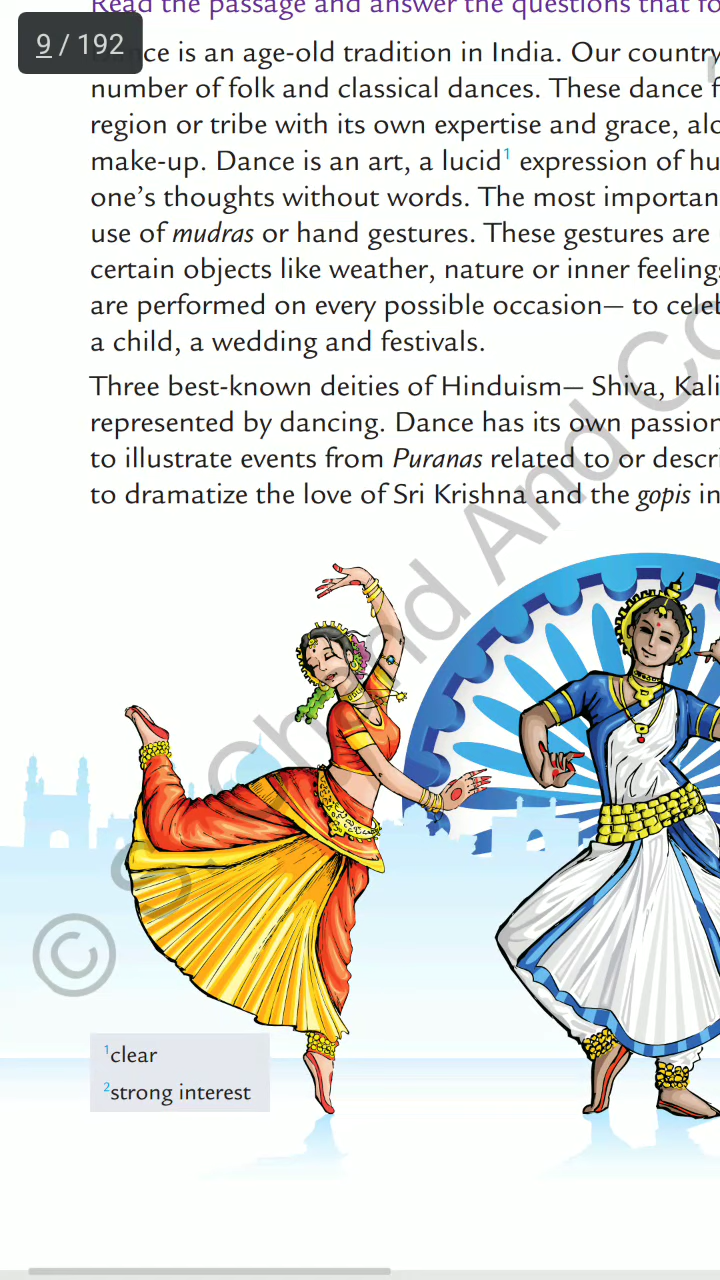 Read the passage and answer the questions that fo
9 / 192
ce is an age-old tradition in India. Our country
number of folk and classical dances. These dance f
region or tribe with its own expertise and grace, alo
make-up. Dance is an art, a lucid1 expression of hu
one's thoughts without words. The most importan
use of mudras or hand gestures. These gestures are
certain objects like weather, nature or inner feelings
are performed on every possible occasion— to celeb
a child, a wedding and festivals.
Three best-known deities of Hinduism— Shiva, Kali
represented by dancing. Dance has its own passion
to illustrate events from Puranas related to or descri
to dramatize the love of Sri Krishna and the gopis in
© S. Chand And Co
1clear
2strong interest